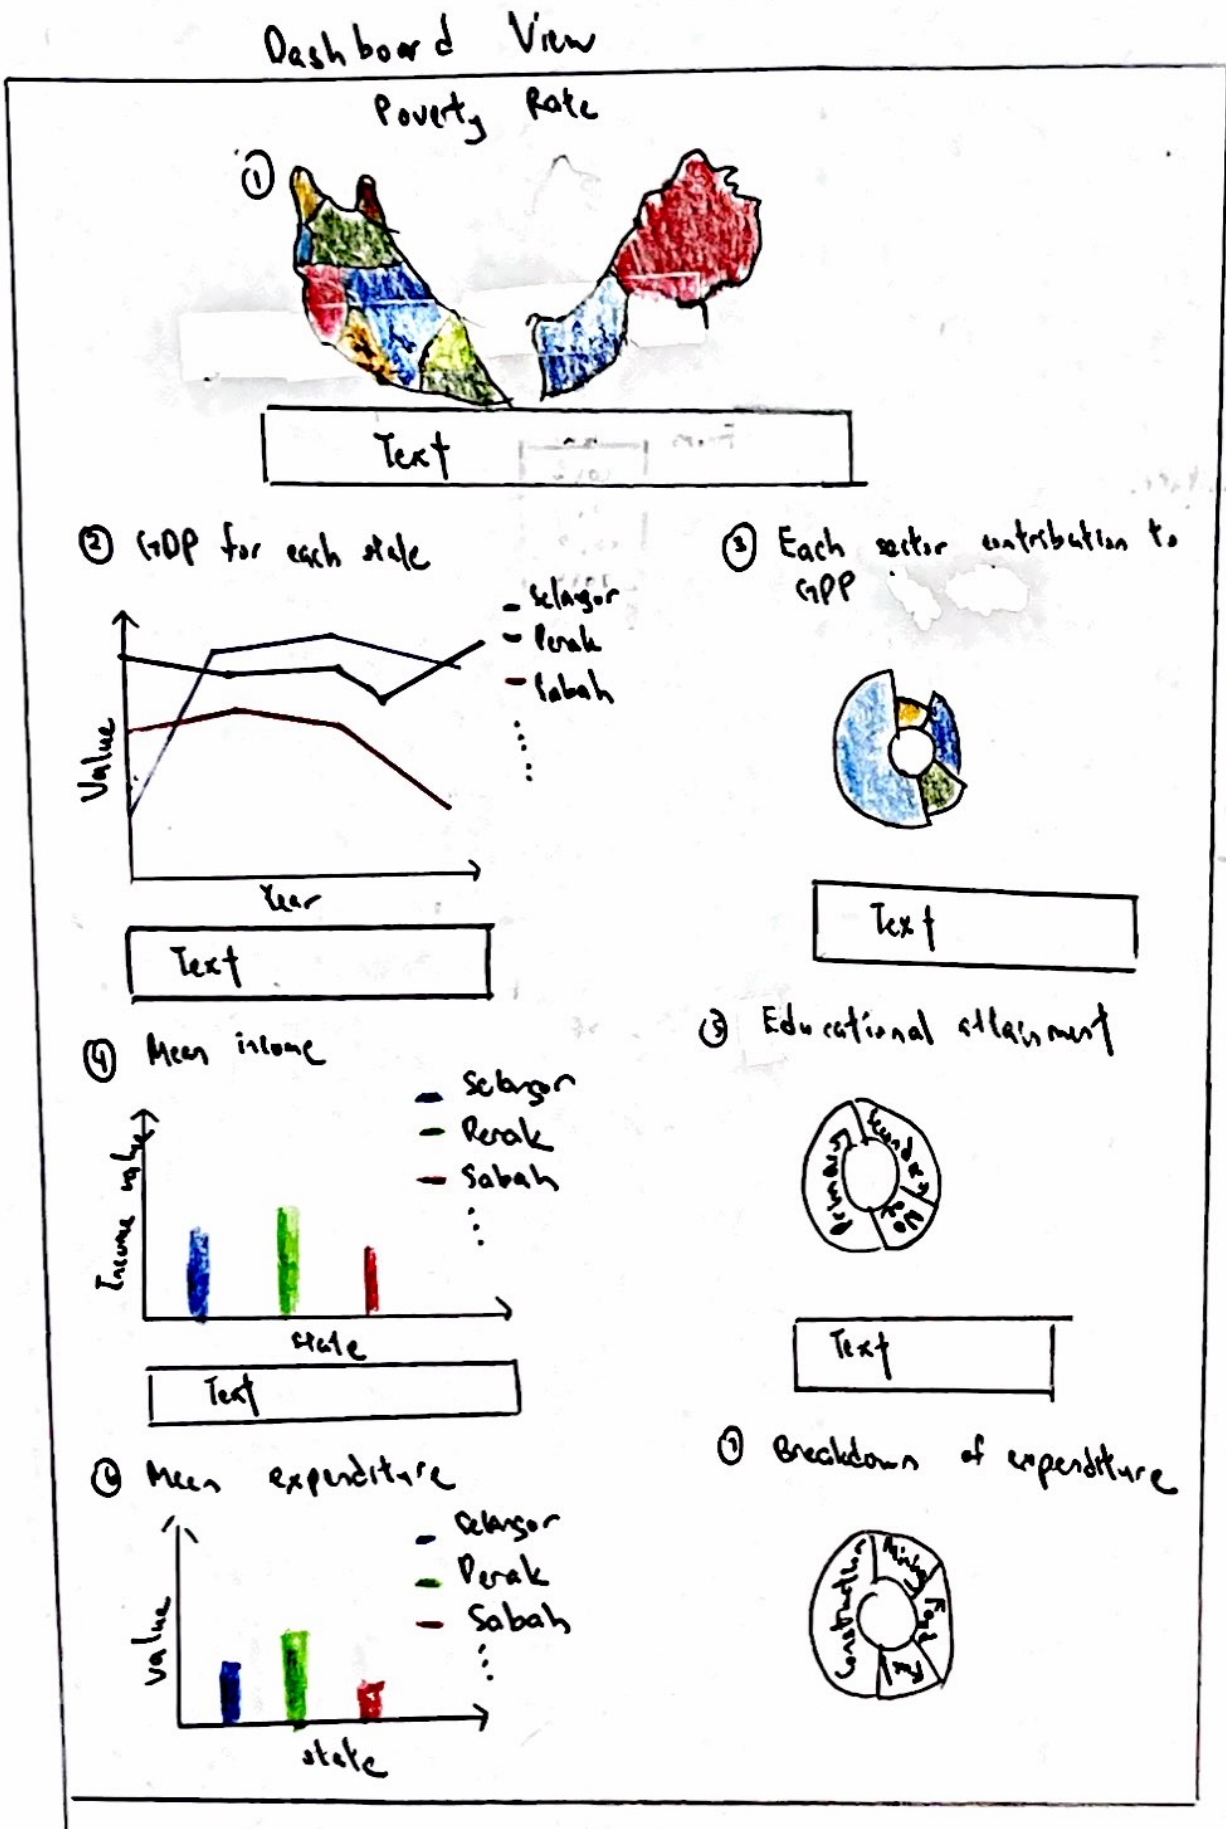 Dashboard View
Poverty Rate
①
Text
② GDP for each state
Selangor
Perak
Sabah
Value
Year
Text
③ Each sector contribution to
GDP
Text
④ Mean income
Selangor
Perak
Sabah
Income value
state
Text
⑤ Educational attainment
Primary
Secondary
No
Text
⑥ Mean expenditure
Selangor
Perak
Sabah
Value
state
⑦ Breakdown of expenditure
Construction
Mining
Food